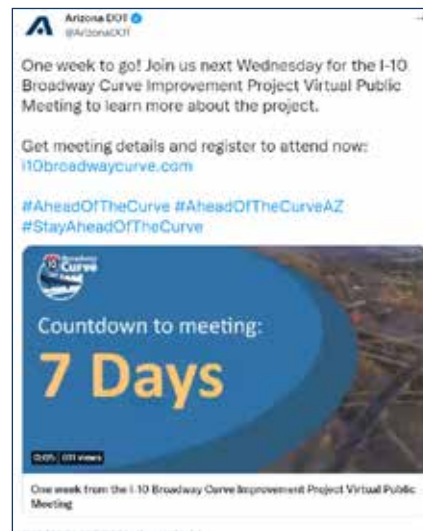 Arizona DOT
@ArizonaDOT
One week to go! Join us next Wednesday for the I-10
Broadway Curve Improvement Project Virtual Public
Meeting to learn more about the project.
Get meeting details and register to attend now:
i10broadwaycurve.com
#AheadOfTheCurve #AheadOfTheCurveAZ
#StayAheadOfTheCurve
10 Broadway
Curve
Countdown to meeting:
7 Days
views
One week from the I-10 Broadway Curve Improvement Project Virtual Public
Meeting